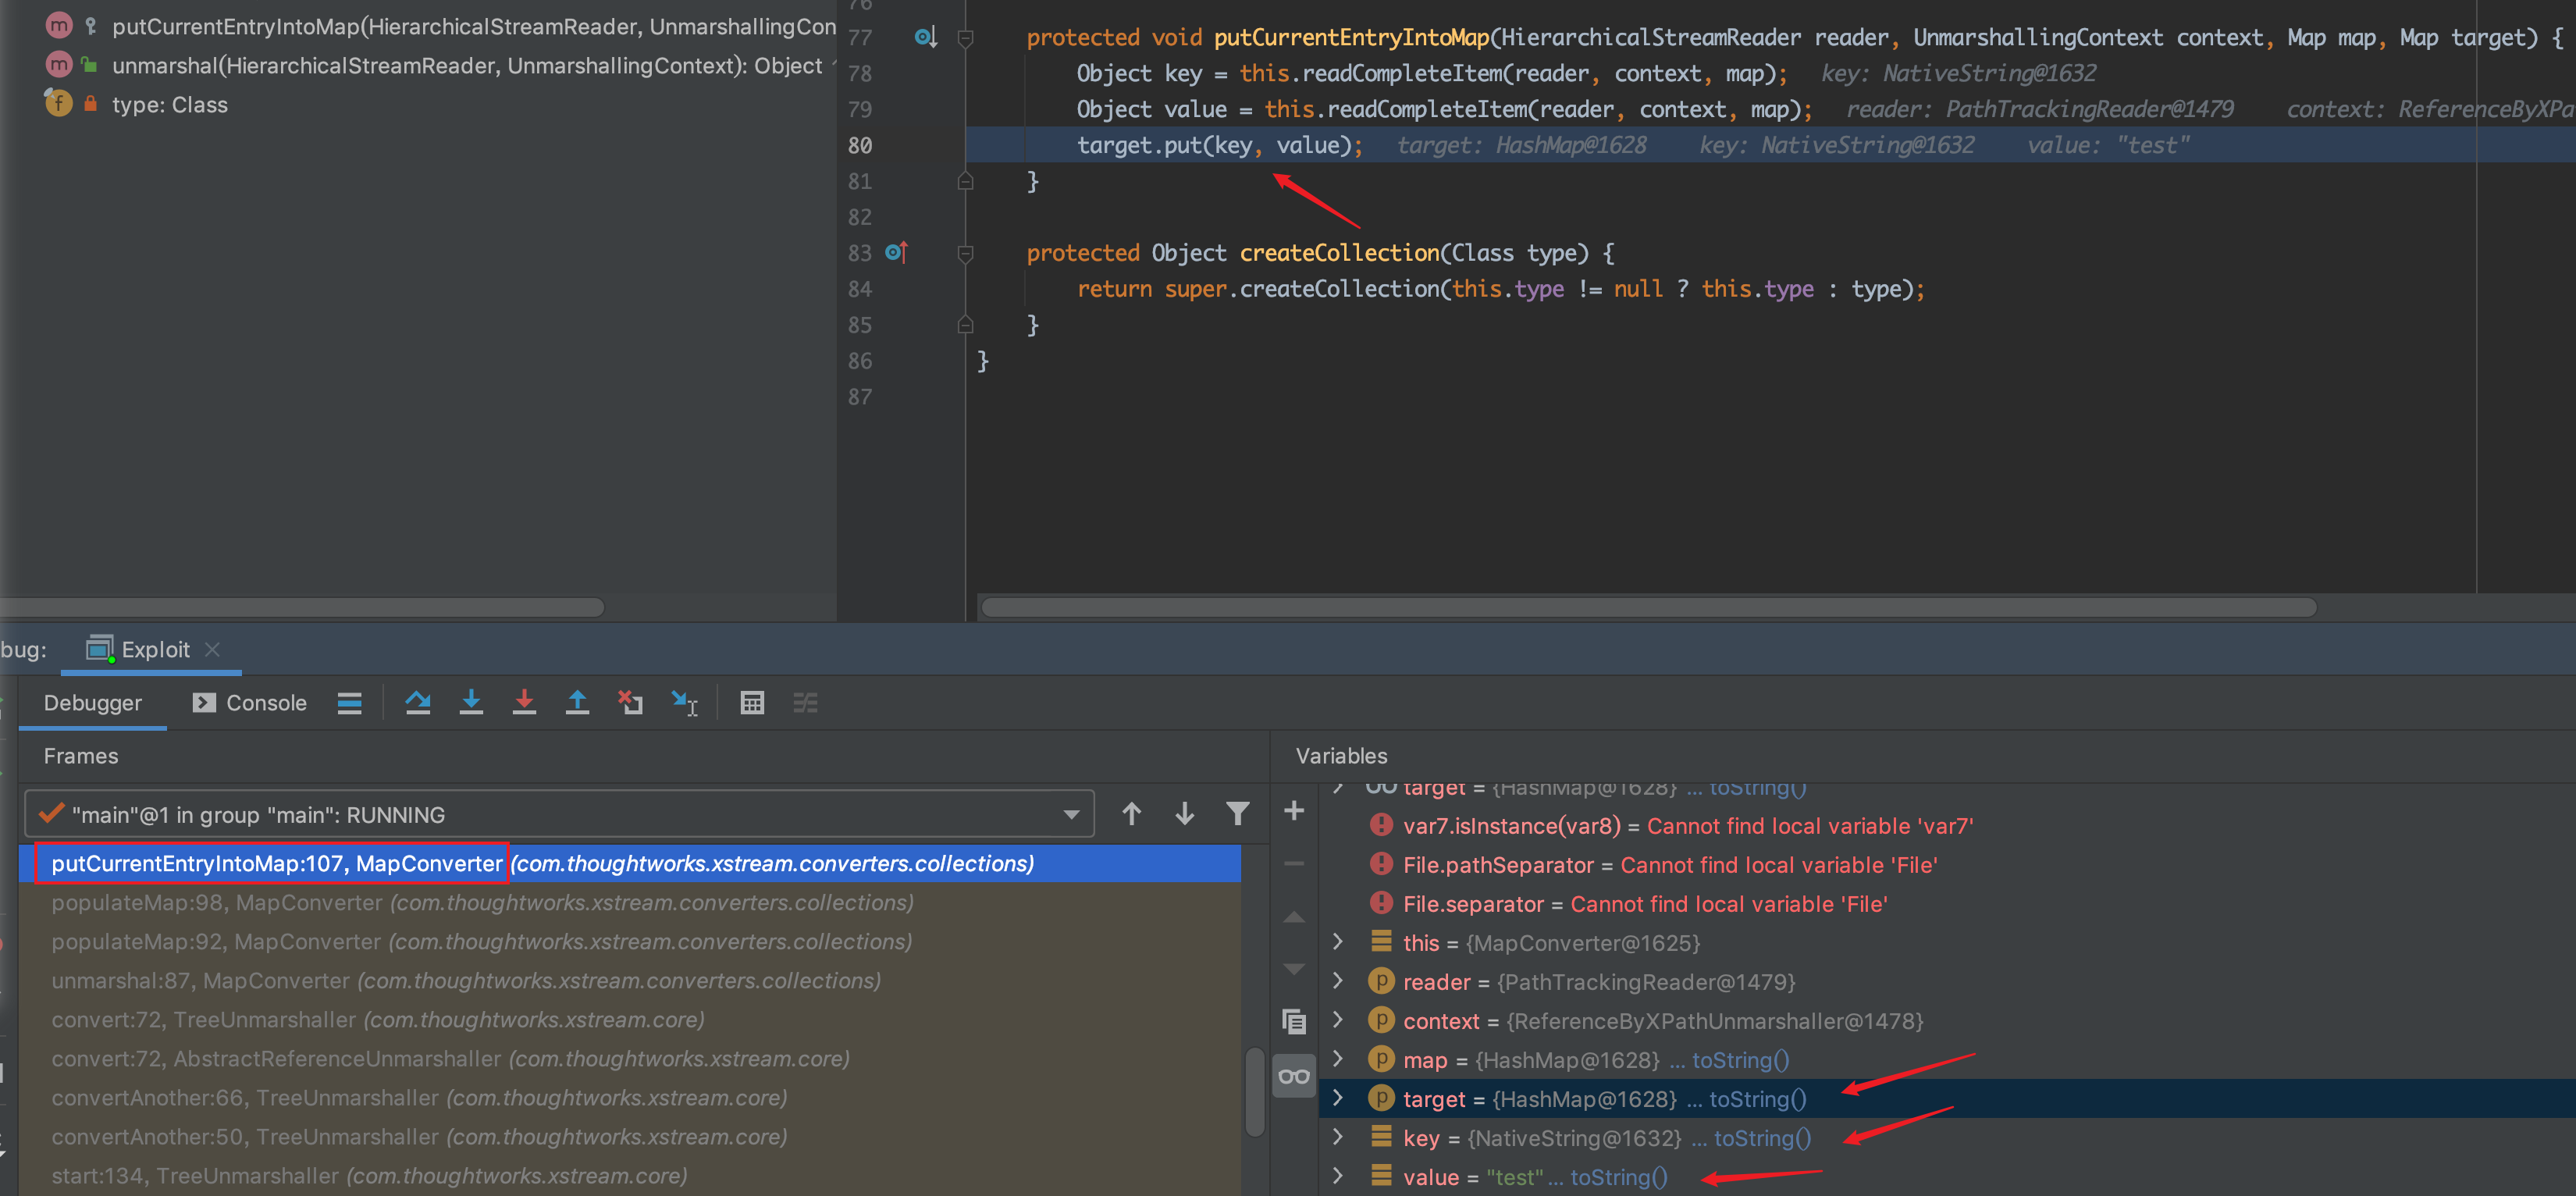 76
putCurrentEntryIntoMap(HierarchicalStreamReader, UnmarshallingCon
unmarshal(HierarchicalStreamReader, UnmarshallingContext): Object
type: Class
77 protected void putCurrentEntryIntoMap(HierarchicalStreamReader reader, UnmarshallingContext context, Map map, Map target) {
78 Object key = this.readCompleteItem(reader, context, map); key: NativeString@1632
79 Object value = this.readCompleteItem(reader, context, map); reader: PathTrackingReader@1479 context: ReferenceByXPa
80 target.put(key, value); target: HashMap@1628 key: NativeString@1632 value: "test"
81 }
82
83 protected Object createCollection(Class type) {
84 return super.createCollection(this.type != null ? this.type : type);
85 }
86 }
87
bug: Exploit
Debugger Console
Frames
"main"@1 in group "main": RUNNING
putCurrentEntryIntoMap:107, MapConverter (com.thoughtworks.xstream.converters.collections)
populateMap:98, MapConverter (com.thoughtworks.xstream.converters.collections)
populateMap:92, MapConverter (com.thoughtworks.xstream.converters.collections)
unmarshal:87, MapConverter (com.thoughtworks.xstream.converters.collections)
convert:72, TreeUnmarshaller (com.thoughtworks.xstream.core)
convert:72, AbstractReferenceUnmarshaller (com.thoughtworks.xstream.core)
convertAnother:66, TreeUnmarshaller (com.thoughtworks.xstream.core)
convertAnother:50, TreeUnmarshaller (com.thoughtworks.xstream.core)
start:134, TreeUnmarshaller (com.thoughtworks.xstream.core)
Variables
target = {HashMap@1628} ... toString()
var7.isInstance(var8) = Cannot find local variable 'var7'
File.pathSeparator = Cannot find local variable 'File'
File.separator = Cannot find local variable 'File'
this = {MapConverter@1625}
reader = {PathTrackingReader@1479}
context = {ReferenceByXPathUnmarshaller@1478}
map = {HashMap@1628} ... toString()
target = {HashMap@1628} ... toString()
key = {NativeString@1632} ... toString()
value = "test" ... toString()